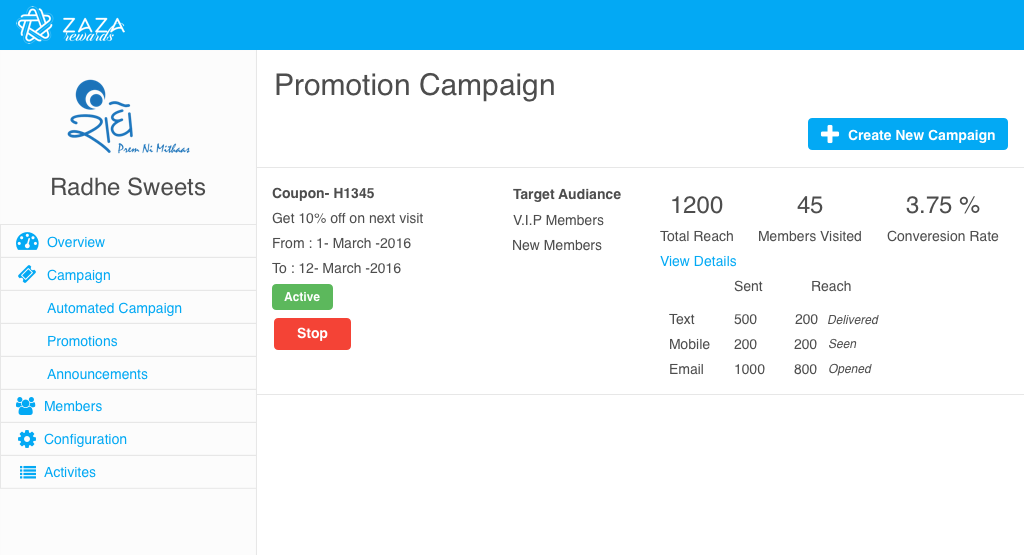 ZAZA
rewards
રાધે
Prem Ni Mithaas
Radhe Sweets
Overview
Campaign
Automated Campaign
Promotions
Announcements
Members
Configuration
Activites
Promotion Campaign
Create New Campaign
Coupon- H1345
Get 10% off on next visit
From : 1- March -2016
To : 12- March -2016
Active
Stop
Target Audiance
V.I.P Members
New Members
1200 45 3.75 %
Total Reach Members Visited Converesion Rate
View Details
Sent Reach
Text 500 200 Delivered
Mobile 200 200 Seen
Email 1000 800 Opened